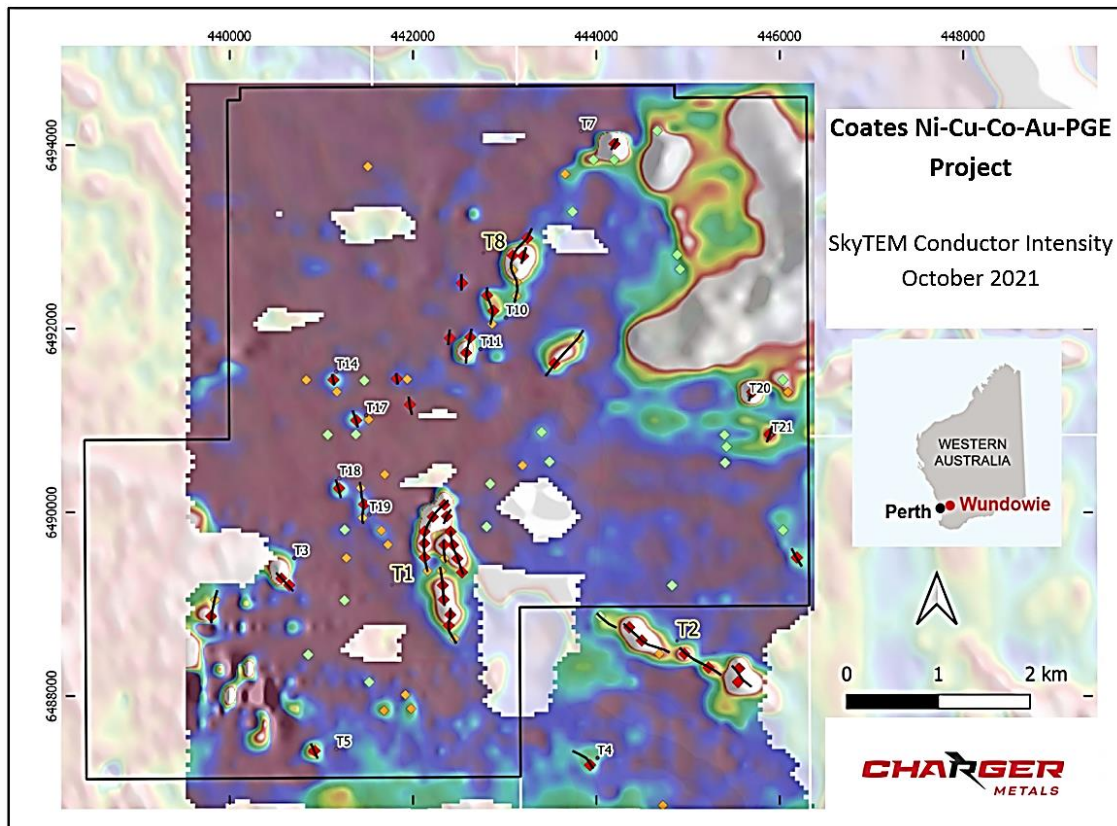 440000 442000 444000 446000 448000
6494000
6492000
6490000
6488000
Coates Ni-Cu-Co-Au-PGE
Project
SkyTEM Conductor Intensity
October 2021
T7
T8
T10
T11
T14
T17
T20
T21
T18
T19
T3
T1
T2
T5
T4
WESTERN
AUSTRALIA
Perth
Wundowie
0 1 2 km
CHARGER
METALS